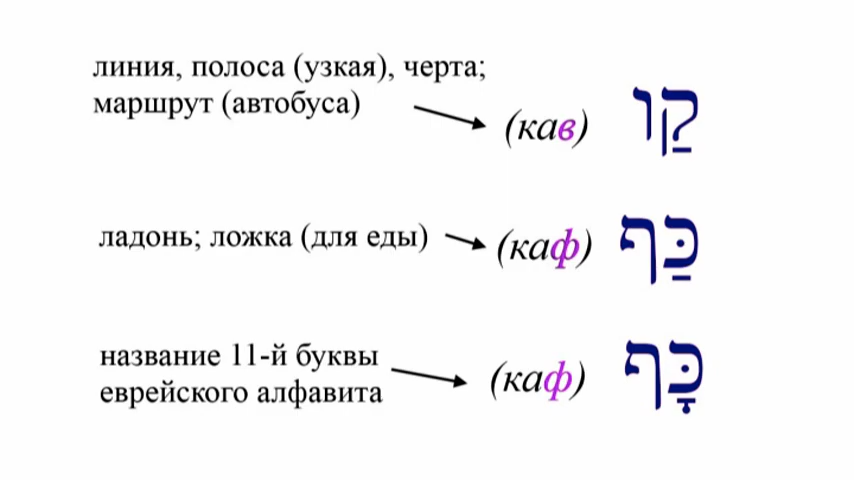 линия, полоса (узкая), черта;
маршрут (автобуса)
(кав) קַו
ладонь; ложка (для еды) (каф) כַּף
название 11-й буквы
еврейского алфавита
(каф) כָּף